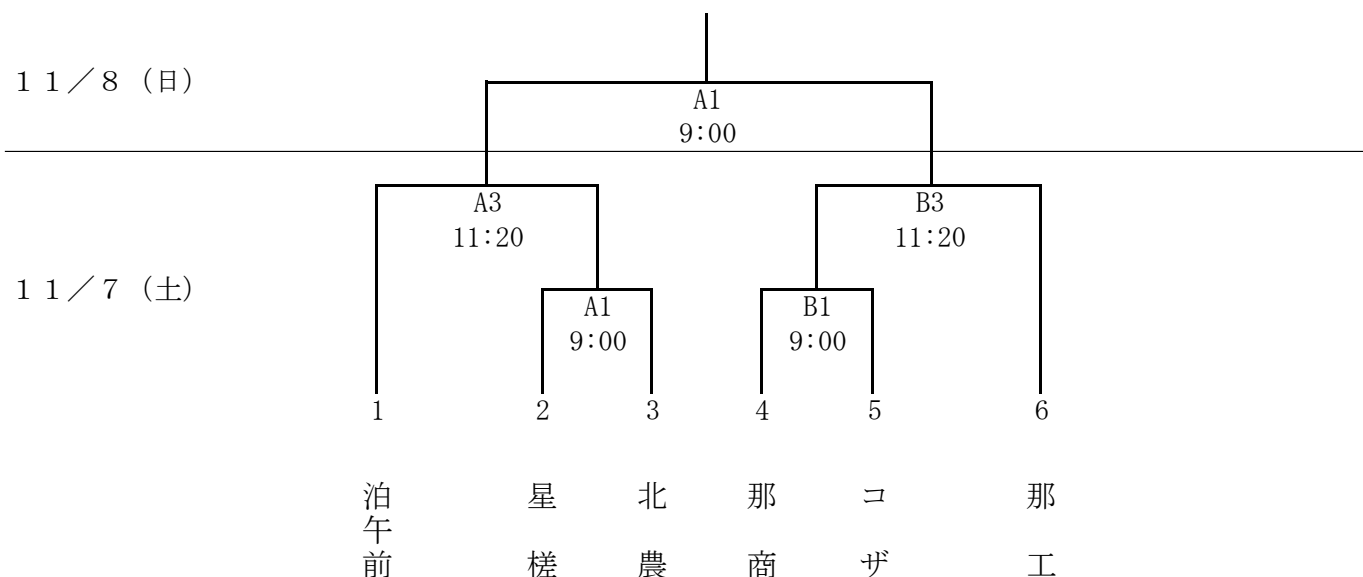 １１／８（日）
A1
9:00
A3
11:20
B3
11:20
１１／７（土）
A1
9:00
B1
9:00
1
2
3
4
5
6
泊午前
星槎
北農
那商
コザ
那工